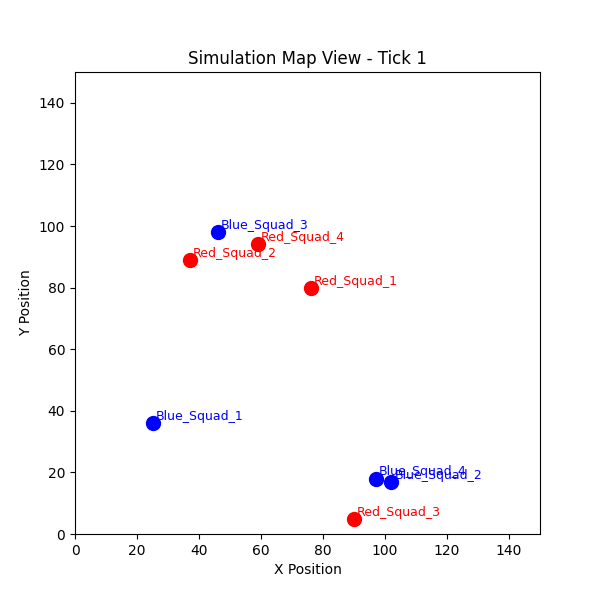 Simulation Map View - Tick 1
140
120
100
80
60
40
20
0
Y Position
Blue_Squad_3
Red_Squad_4
Red_Squad_2
Red_Squad_1
Blue_Squad_1
Blue_Squad_4
Blue_Squad_2
Red_Squad_3
0 20 40 60 80 100 120 140
X Position